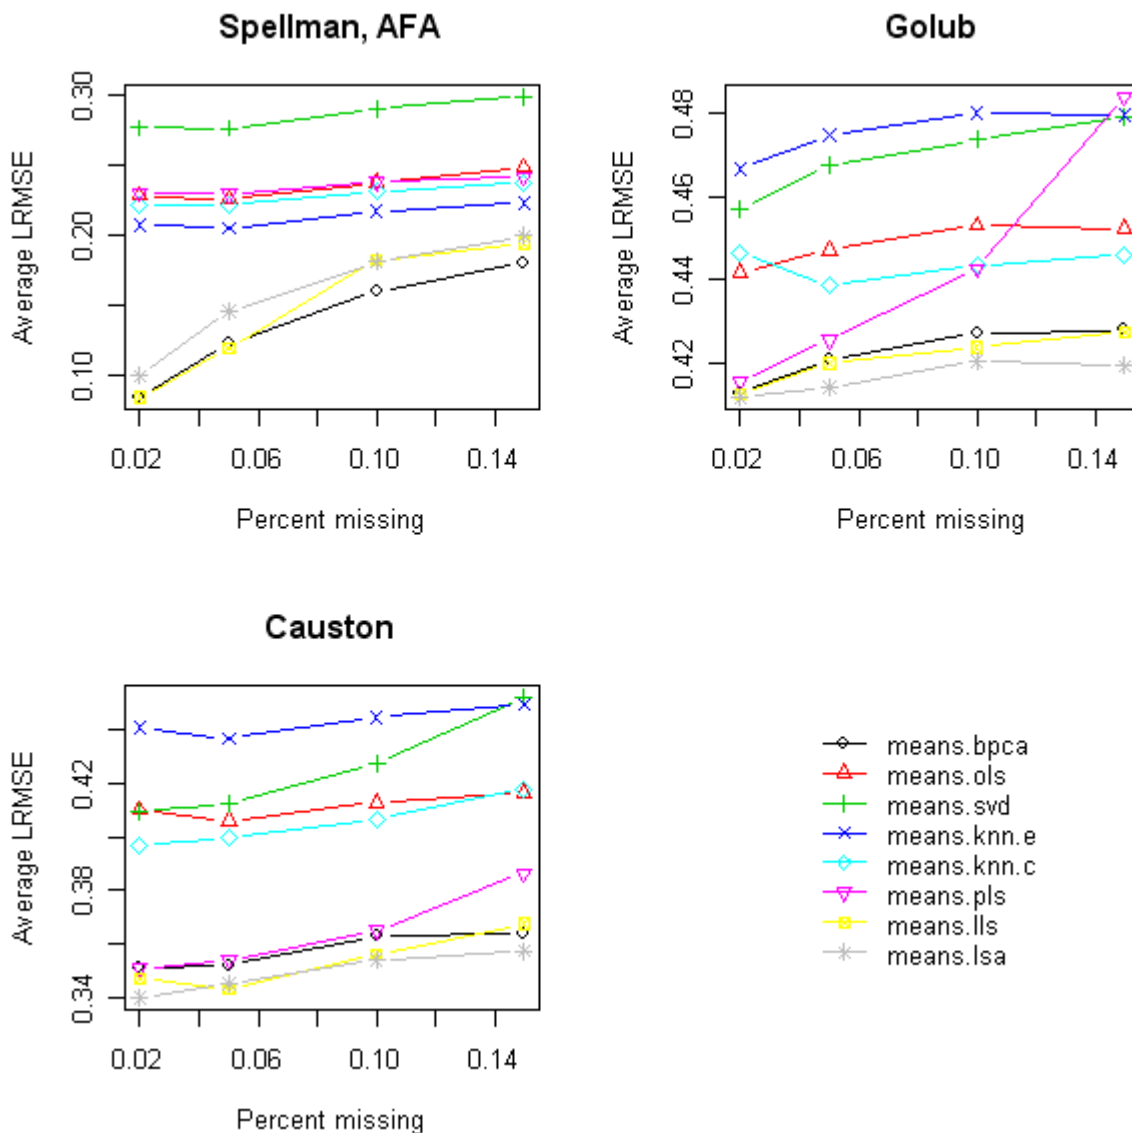 Spellman, AFA
Average LRMSE
0.30
0.20
0.10
0.02 0.06 0.10 0.14
Percent missing
Golub
Average LRMSE
0.48
0.46
0.44
0.42
0.02 0.06 0.10 0.14
Percent missing
Causton
Average LRMSE
0.42
0.38
0.34
0.02 0.06 0.10 0.14
Percent missing
means.bpca
means.ols
means.svd
means.knn.e
means.knn.c
means.pls
means.lls
means.lsa